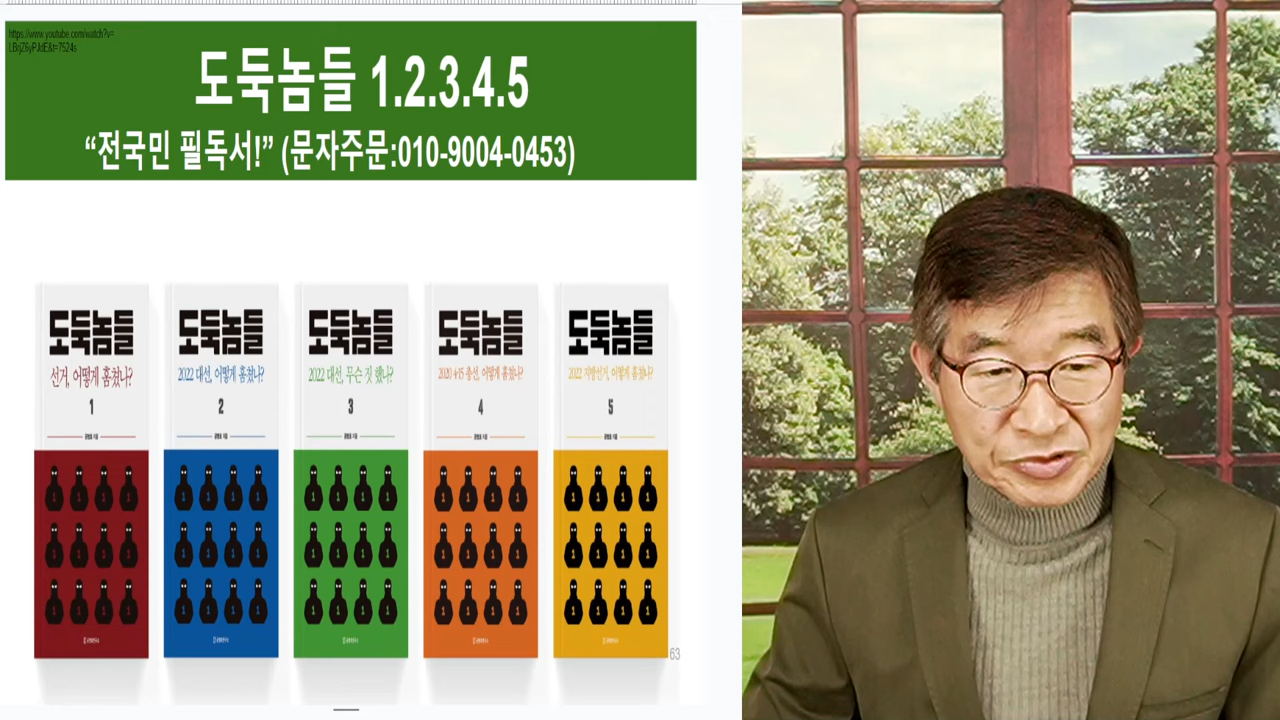 https://www.youtube.com/watch?v=
LBrjZ6yPJdE&t=7524s
도둑놈들 1.2.3.4.5
“전국민 필독서!” (문자주문:010-9004-0453)
도둑놈들
선거, 어떻게 훔쳤나?
1
도둑놈들
2022 대선, 어떻게 훔쳤나?
2
도둑놈들
2022 대선, 무슨 짓 했나?
3
도둑놈들
2020 4·15 총선, 어떻게 훔쳤나?
4
도둑놈들
2022 지방선거, 어떻게 훔쳤나?
5
63